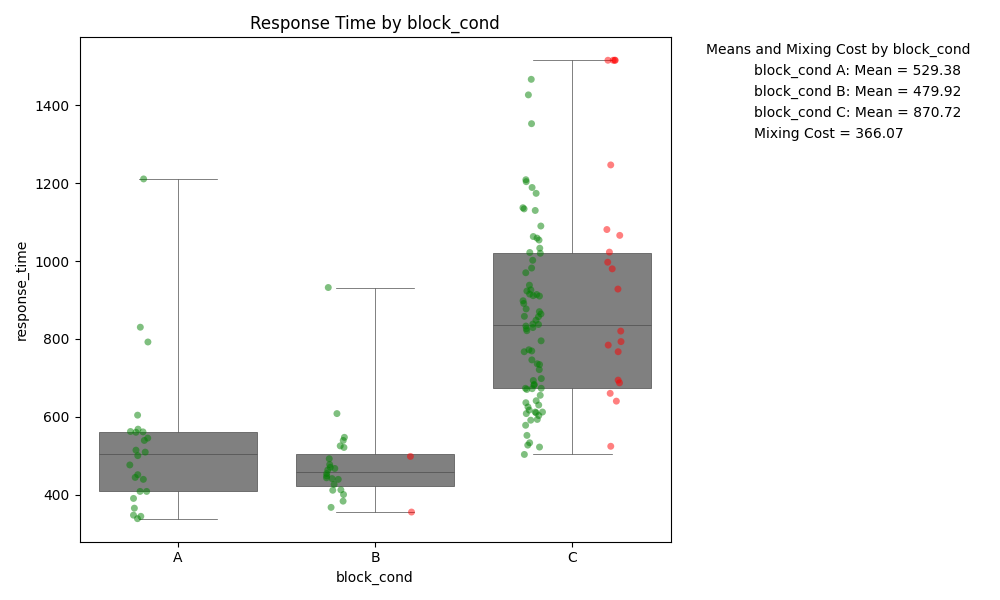 Response Time by block_cond
Means and Mixing Cost by block_cond
block_cond A: Mean = 529.38
block_cond B: Mean = 479.92
block_cond C: Mean = 870.72
Mixing Cost = 366.07
response_time
1400
1200
1000
800
600
400
A B C
block_cond